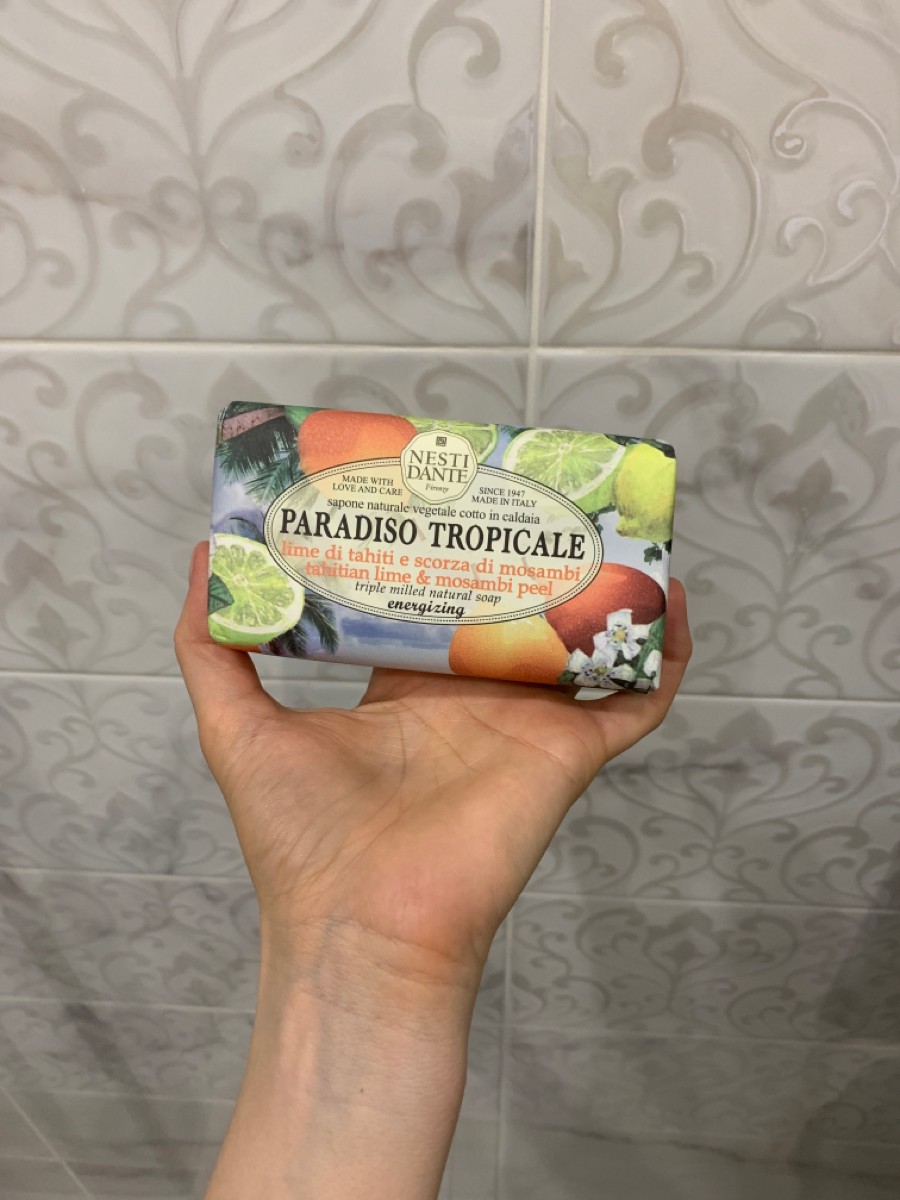 NESTI
DANTE
Firenze
MADE WITH
LOVE AND CARE
SINCE 1947
MADE IN ITALY
sapone naturale vegetale cotto in caldaia
PARADISO TROPICALE
lime di tahiti e scorza di mosambi
tahitian lime & mosambi peel
triple milled natural soap
energizing